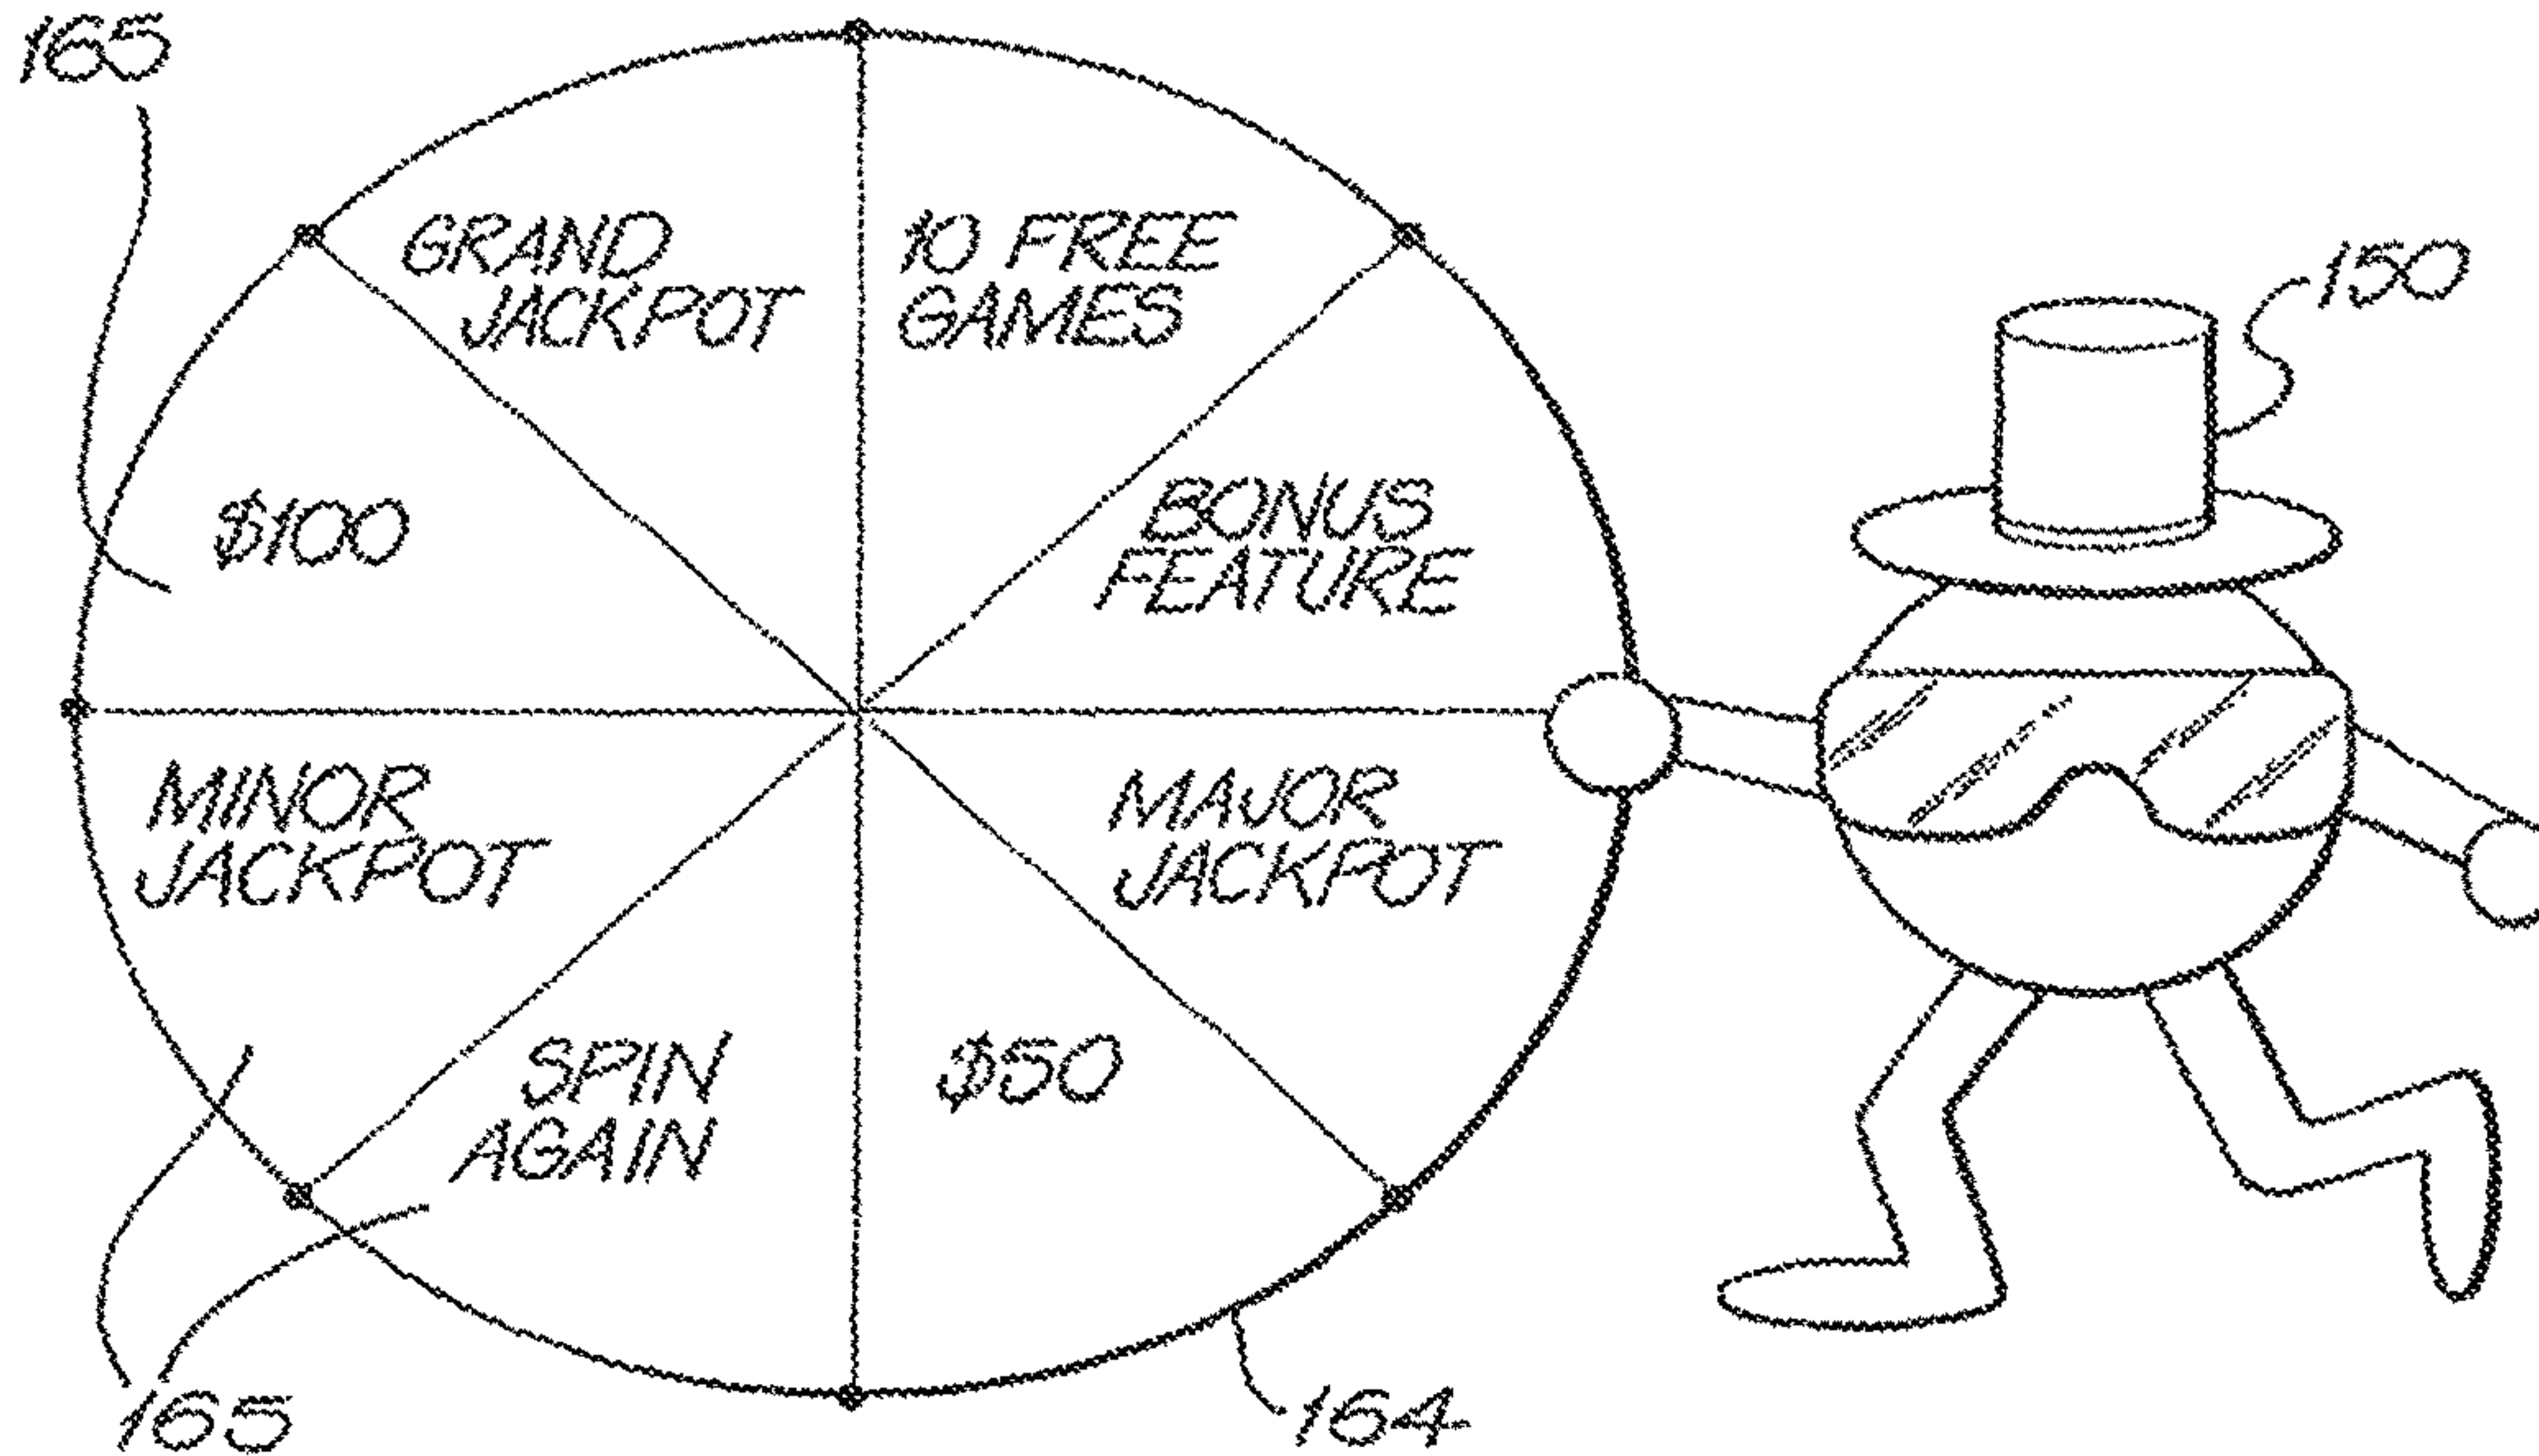 165
GRAND
JACKPOT
10 FREE
GAMES
150
$100
BONUS
FEATURE
MINOR
JACKPOT
MAJOR
JACKPOT
SPIN
AGAIN
$50
165
164